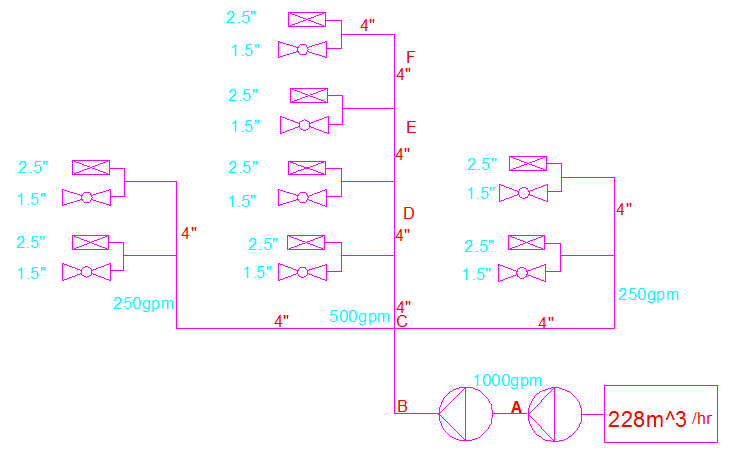 2.5"
4"
1.5"
F
4"
2.5"
1.5"
E
4"
2.5"
2.5"
2.5"
1.5"
1.5"
1.5"
4"
D
4"
4"
2.5"
2.5"
2.5"
1.5"
1.5"
1.5"
250gpm
250gpm
4"
500gpm
4"
C
4"
1000gpm
B
A
228m^3 /hr